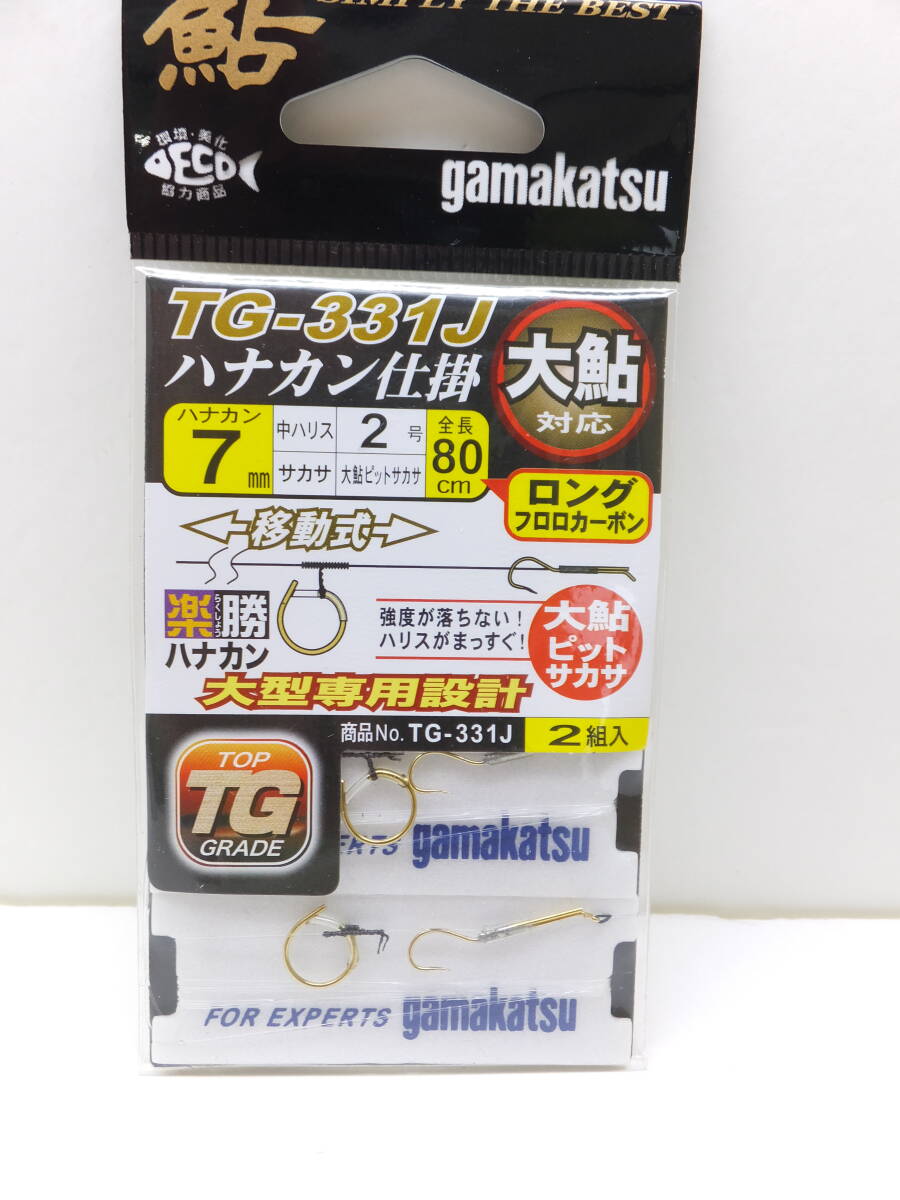 SIMPLY THE BEST
鮎
環境・美化
ECO
協力商品
gamakatsu
TG-331J
ハナカン仕掛
大鮎
対応
ハナカン
7mm
中ハリス
2号
サカサ
大鮎ピットサカサ
全長
80cm
ロング
フロロカーボン
移動式
楽勝
らくしょう
ハナカン
強度が落ちない!
ハリスがまっすぐ!
大鮎
ピット
サカサ
大型専用設計
商品No. TG-331J
2組入
TOP
TG
GRADE
ERTS gamakatsu
FOR EXPERTS gamakatsu